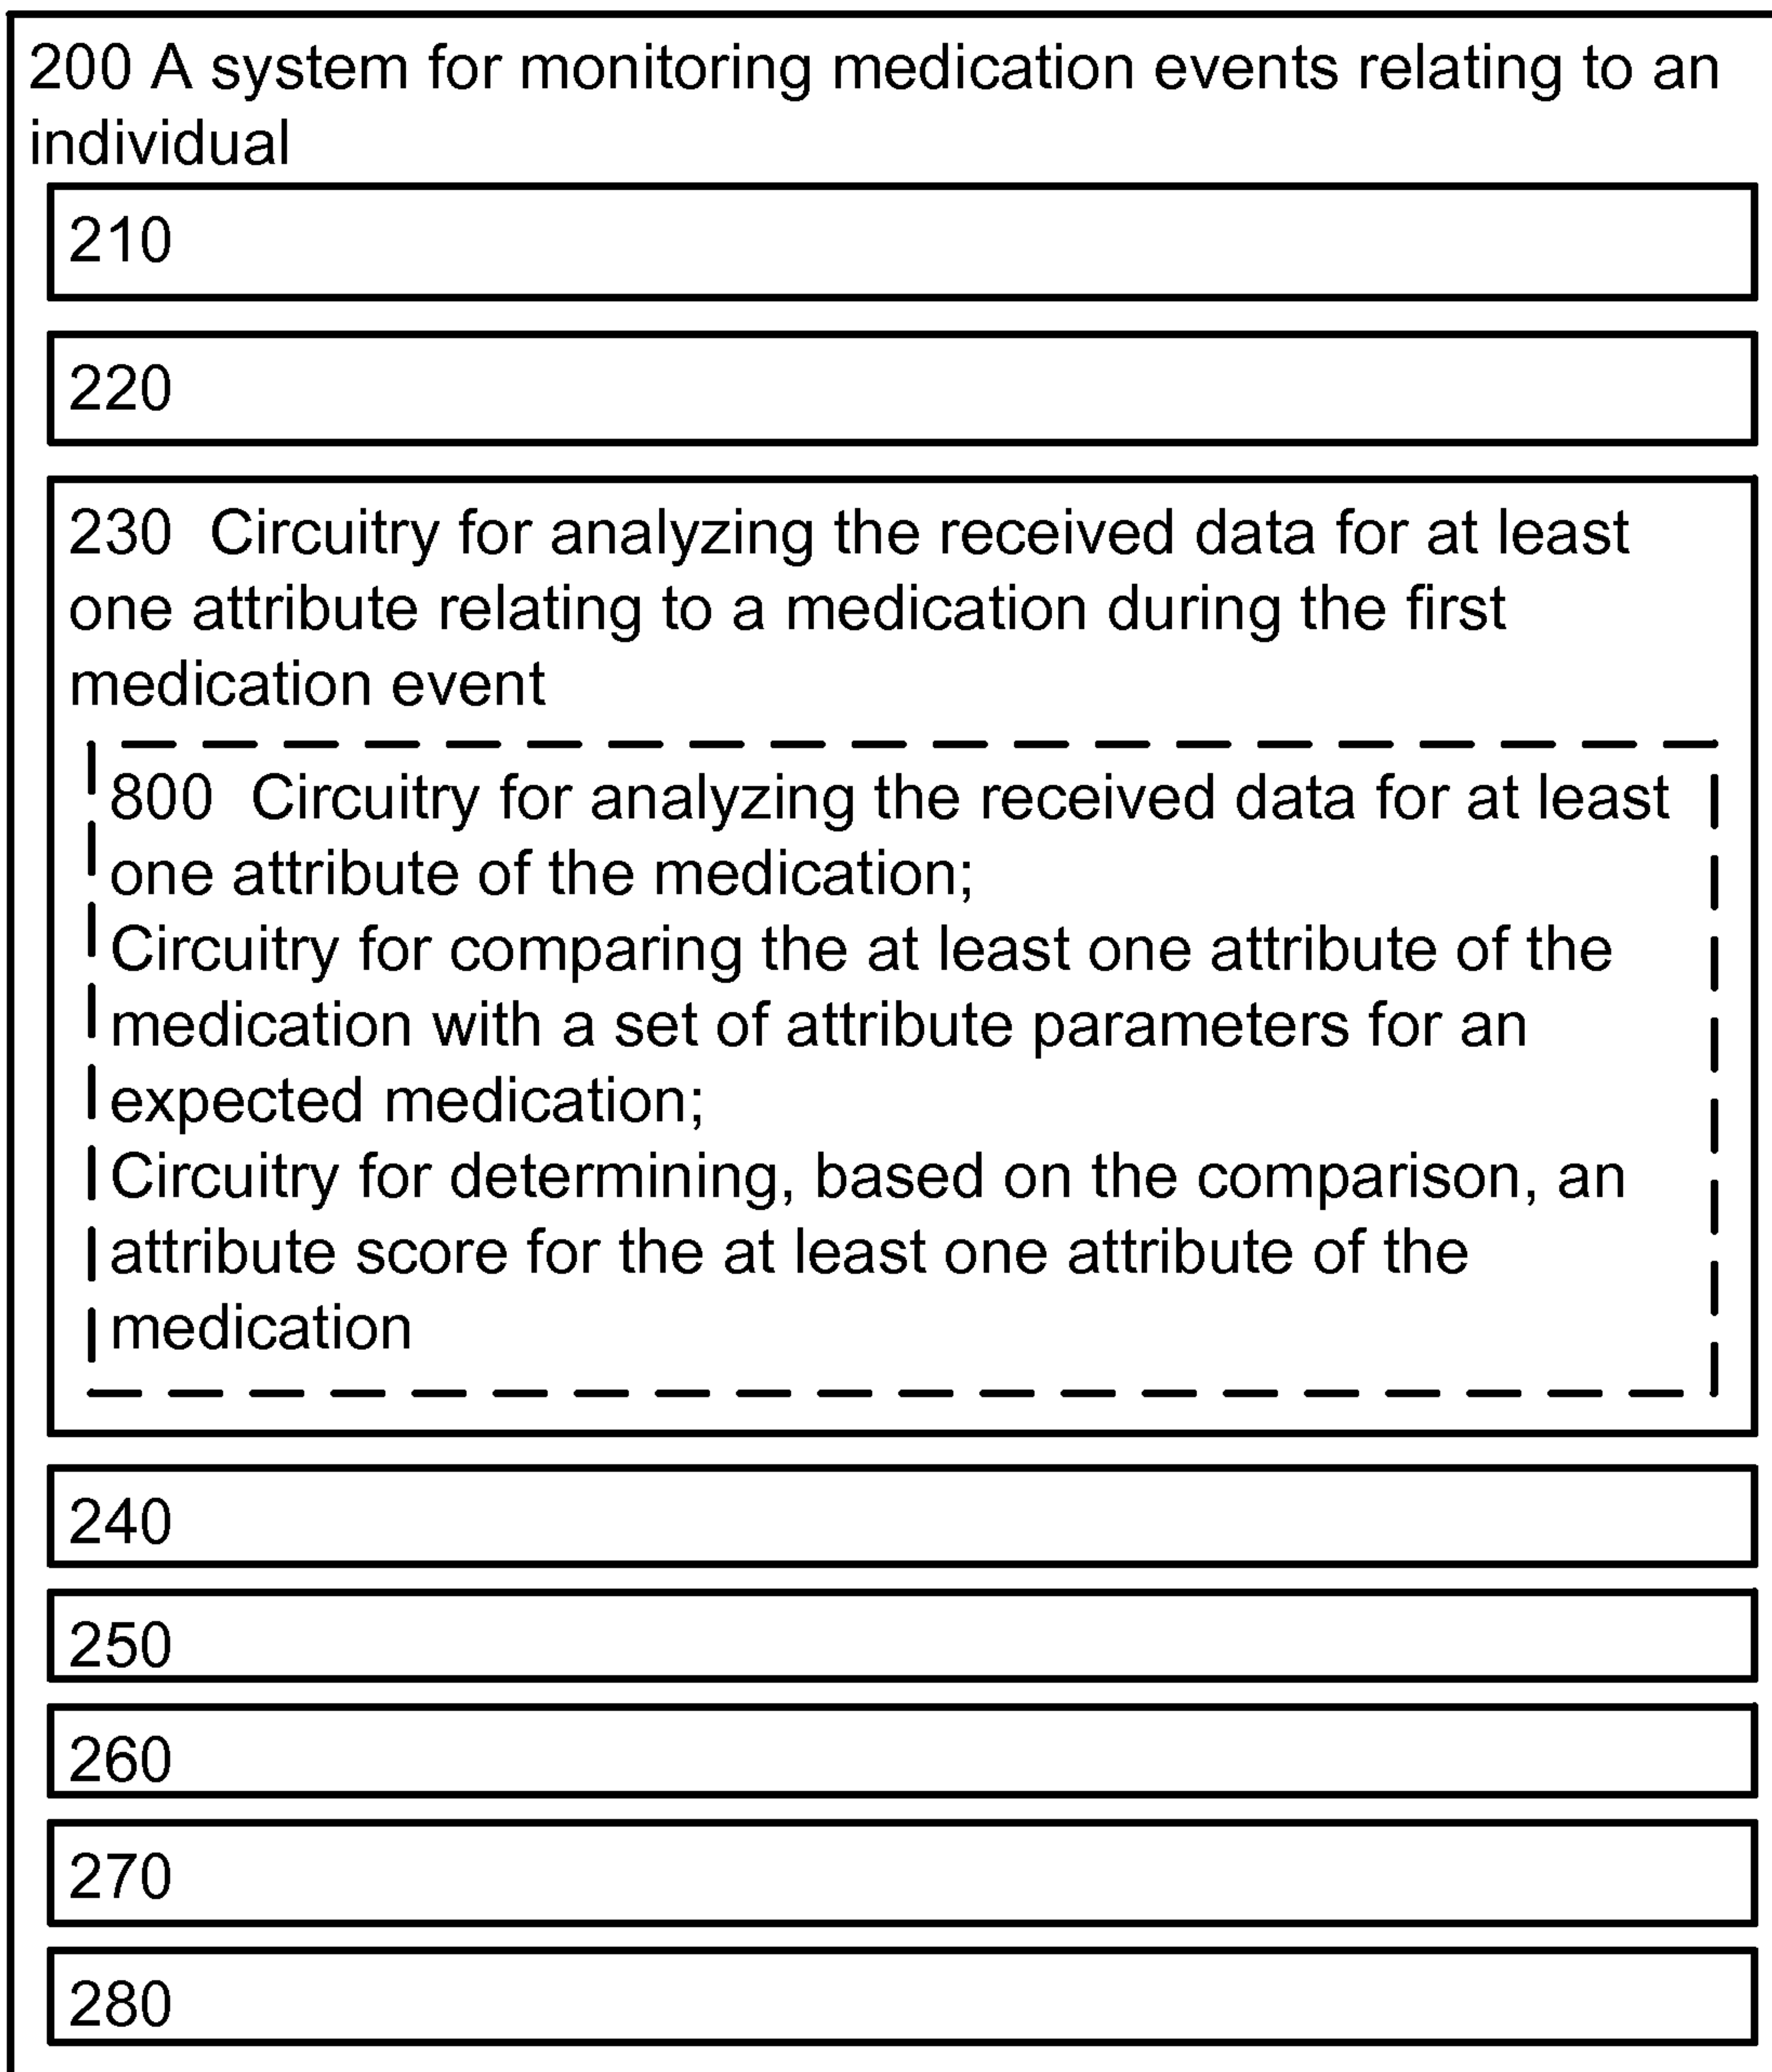 200 A system for monitoring medication events relating to an
individual
210
220
230 Circuitry for analyzing the received data for at least
one attribute relating to a medication during the first
medication event
800 Circuitry for analyzing the received data for at least
one attribute of the medication;
Circuitry for comparing the at least one attribute of the
medication with a set of attribute parameters for an
expected medication;
Circuitry for determining, based on the comparison, an
attribute score for the at least one attribute of the
medication
240
250
260
270
280